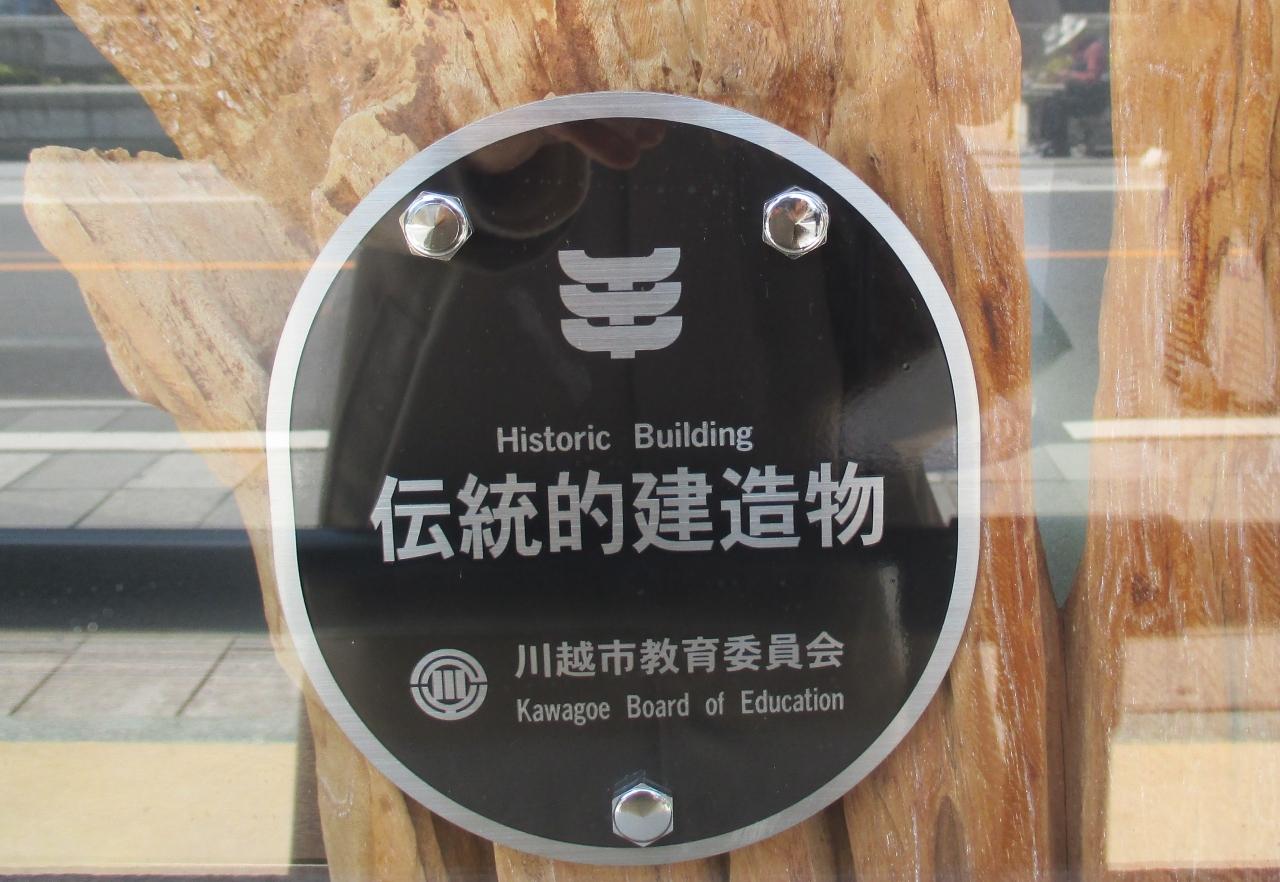 Historic Building
伝統的建造物
川越市教育委員会
Kawagoe Board of Education